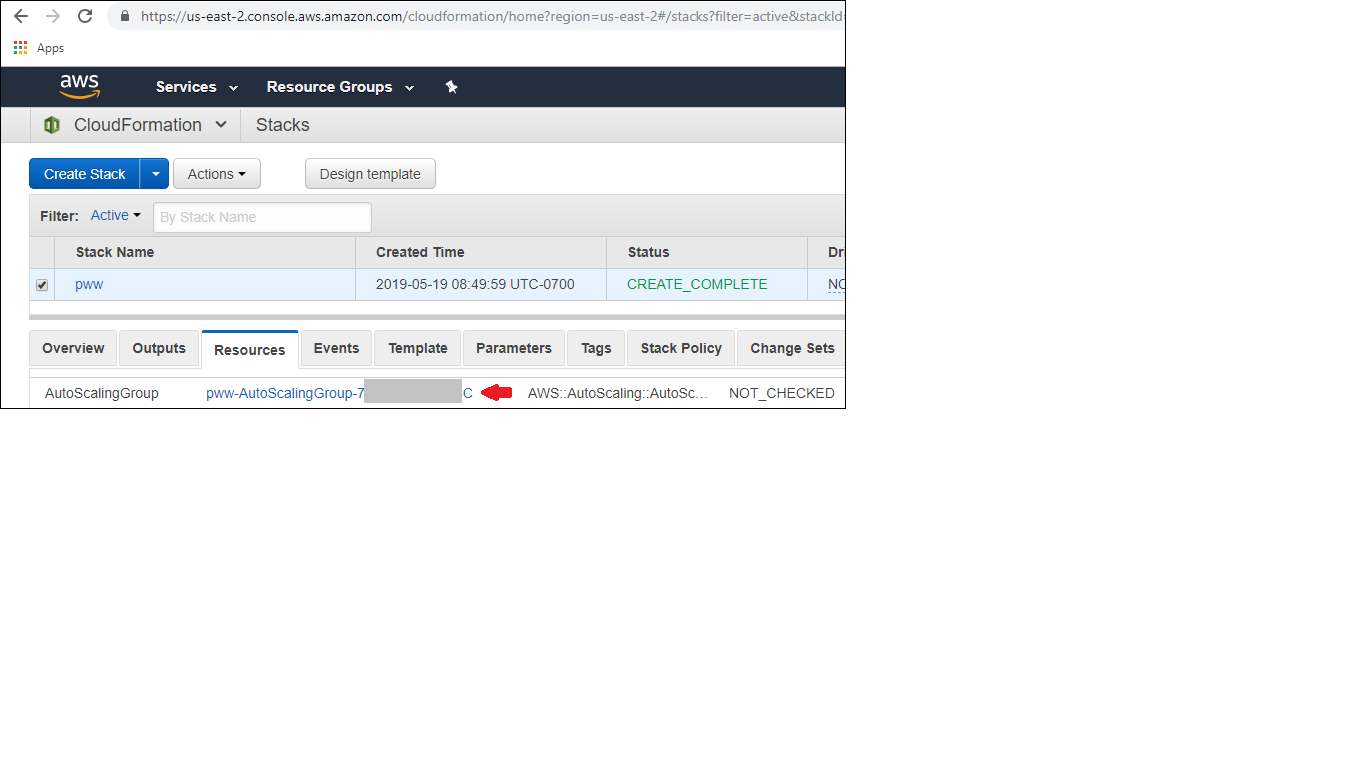 https://us-east-2.console.aws.amazon.com/cloudformation/home?region=us-east-2#/stacks?filter=active&stackId=
Apps
aws Services Resource Groups
CloudFormation Stacks
Create Stack Actions Design template
Filter: Active By Stack Name
Stack Name Created Time Status Dri
pww 2019-05-19 08:49:59 UTC-0700 CREATE_COMPLETE NO
Overview Outputs Resources Events Template Parameters Tags Stack Policy Change Sets
AutoScalingGroup pww-AutoScalingGroup-7 C AWS::AutoScaling::AutoSc... NOT_CHECKED